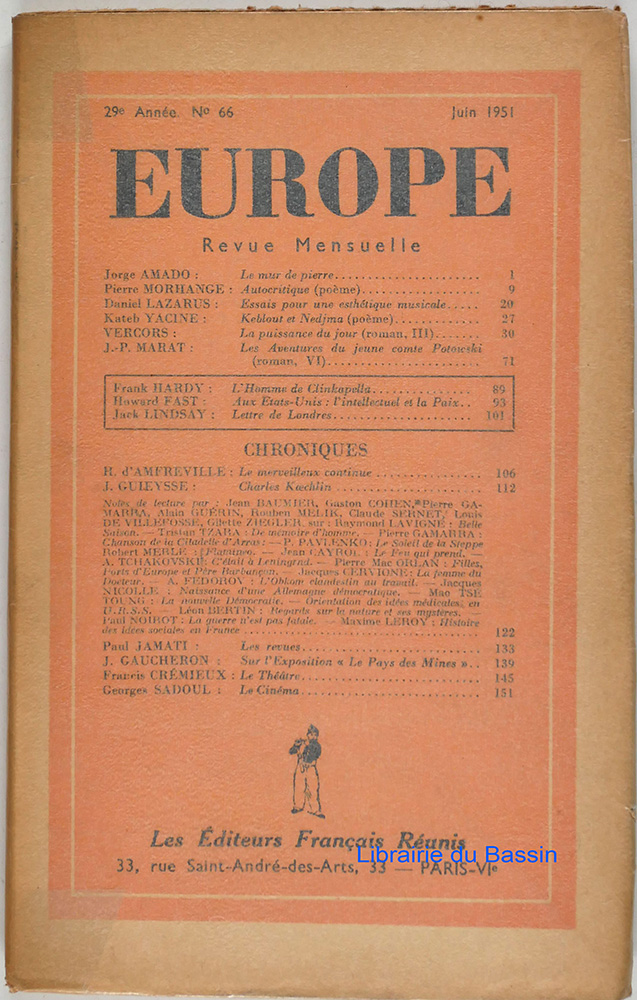 29e Année. No 66 Juin 1951
EUROPE
Revue Mensuelle
Jorge AMADO : Le mur de pierre........................ 1
Pierre MORHANGE : Autocritique (poème).................... 9
Daniel LAZARUS : Essais pour une esthétique musicale..... 20
Kateb YACINE : Keblout et Nedjma (poème)............... 27
VERCORS : La puissance du jour (roman, III)........ 30
J.-P. MARAT : Les Aventures du jeune comte Potowski
(roman, VI)......................... 71
Frank HARDY : L'Homme de Clinkapella................. 89
Howard FAST : Aux Etats-Unis : l'intellectuel et la Paix.. 93
Jack LINDSAY : Lettre de Londres....................... 101
CHRONIQUES
H. d'AMFREVILLE : Le merveilleux continue .................. 106
J. GUIEYSSE : Charles Kœchlin ......................... 112
Notes de lecture par : Jean BAUMIER, Gaston COHEN, Pierre GA-
MARRA, Alain GUÉRIN, Rouben MELIK, Claude SERNET, Louis
DE VILLEFOSSE, Gilette ZIEGLER, sur : Raymond LAVIGNE : Belle
Saison. — Tristan TZARA : De mémoire d'homme. — Pierre GAMARRA :
Chanson de la Citadelle d'Arras : — P. PAVLENKO : Le Soleil de la Steppe
Robert MERLE : Flamineo. — Jean CAYROL : Le Feu qui prend. —
A. TCHAKOVSKIÉ : C'était à Leningrad. — Pierre Mac ORLAN : Filles,
Ports d'Europe et Père Barbançon. — Jacques CERVIONE : La femme du
Docteur. — A. FEDOROV : L'Obkom clandestin au travail. — Jacques
NICOLLE : Naissance d'une Allemagne démocratique. — Mao TSÉ
TOUNG : La nouvelle Démocratie. — Orientation des idées médicales, en
U.R.S.S. — Léon BERTIN : Regards sur la nature et ses mystères.
Paul NOIROT : La guerre n'est pas fatale. — Maxime LEROY : Histoire
des idées sociales en France ........................................ 122
Paul JAMATI : Les revues............................... 133
J. GAUCHERON : Sur l'Exposition « Le Pays des Mines ».. 139
Francis CRÉMIEUX : Le Théâtre............................... 145
Georges SADOUL : Le Cinéma............................... 151
Les Éditeurs Français Réunis
Librairie du Bassin
33, rue Saint-André-des-Arts, 33 — PARIS-VIe